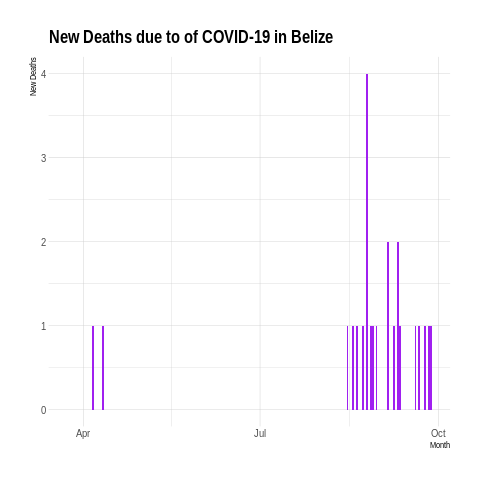 New Deaths due to of COVID-19 in Belize
New Deaths
4
3
2
1
0
Apr
Jul
Oct
Month